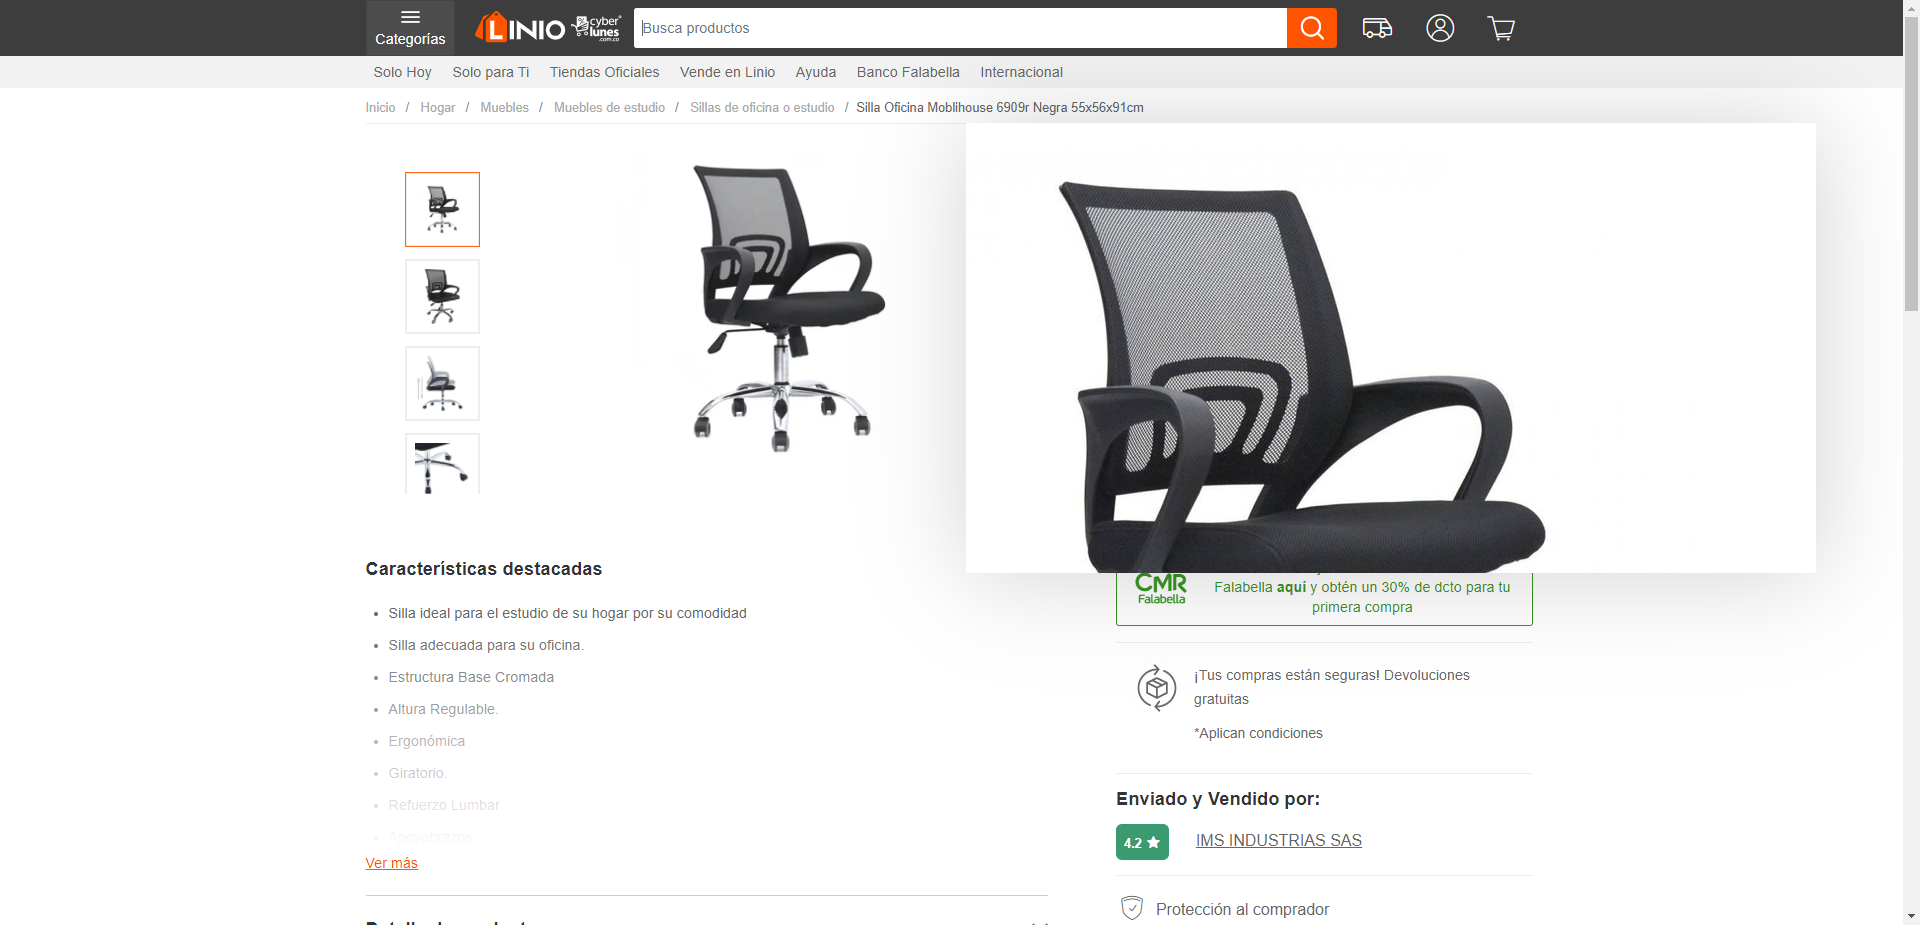 Categorías
LINIO
cyber lunes .com.co
Busca productos
Solo Hoy
Solo para Ti
Tiendas Oficiales
Vende en Linio
Ayuda
Banco Falabella
Internacional
Inicio / Hogar / Muebles / Muebles de estudio / Sillas de oficina o estudio / Silla Oficina Moblihouse 6909r Negra 55x56x91cm
Características destacadas
Silla ideal para el estudio de su hogar por su comodidad
Silla adecuada para su oficina.
Estructura Base Cromada
Altura Regulable.
Ergonómica
Giratorio.
Refuerzo Lumbar
Apoyabrazos
Ver más
CMR
Falabella
Falabella aquí y obtén un 30% de dcto para tu
primera compra
¡Tus compras están seguras! Devoluciones
gratuitas
*Aplican condiciones
Enviado y Vendido por:
4.2
IMS INDUSTRIAS SAS
Protección al comprador